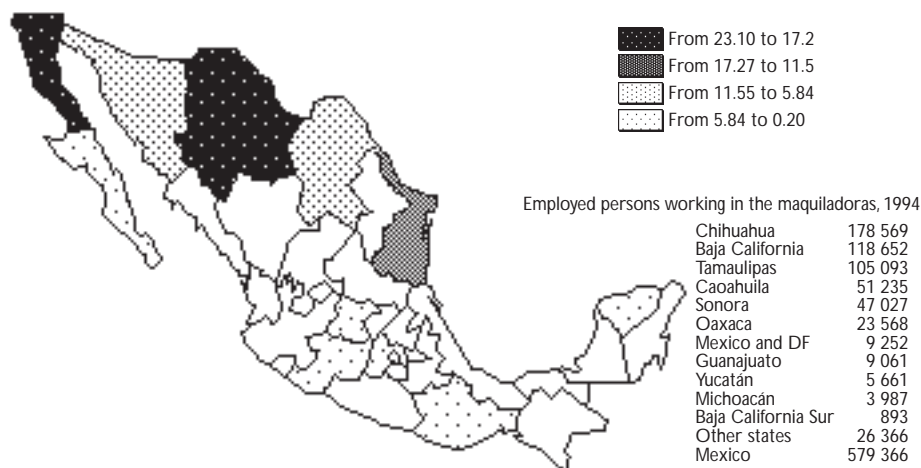 From 23.10 to 17.2
From 17.27 to 11.5
From 11.55 to 5.84
From 5.84 to 0.20
Employed persons working in the maquiladoras, 1994
Chihuahua 178 569
Baja California 118 652
Tamaulipas 105 093
Caoahuila 51 235
Sonora 47 027
Oaxaca 23 568
Mexico and DF 9 252
Guanajuato 9 061
Yucatán 5 661
Michoacán 3 987
Baja California Sur 893
Other states 26 366
Mexico 579 366